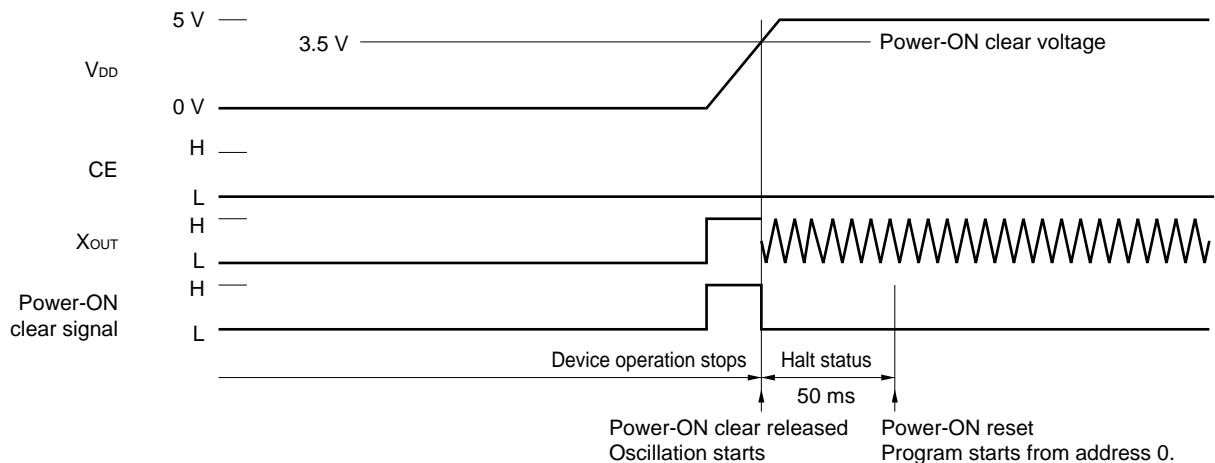 5 V
3.5 V
Power-ON clear voltage
VDD
0 V
H
CE
L
H
XOUT
L
H
Power-ON
clear signal
L
Device operation stops
Halt status
50 ms
Power-ON clear released
Oscillation starts
Power-ON reset
Program starts from address 0.